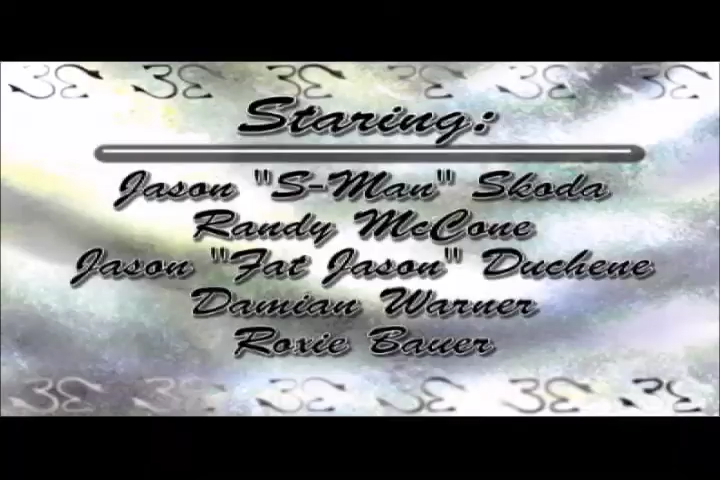 Staring:
Jason "S-Man" Skoda
Randy McCone
Jason "Fat Jason" Duchene
Damian Warner
Roxie Bauer